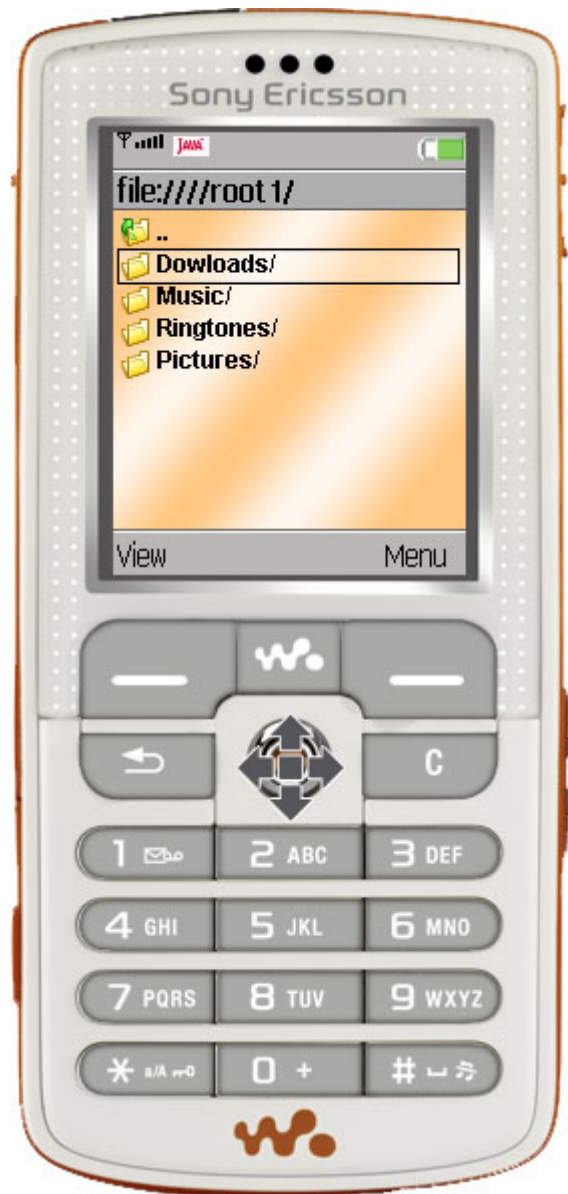 Sony Ericsson
JAVA
file:////root1/
..
Dowloads/
Music/
Ringtones/
Pictures/
View Menu
C
1 2 ABC 3 DEF
4 GHI 5 JKL 6 MNO
7 PQRS 8 TUV 9 WXYZ
* a/A 0 + #